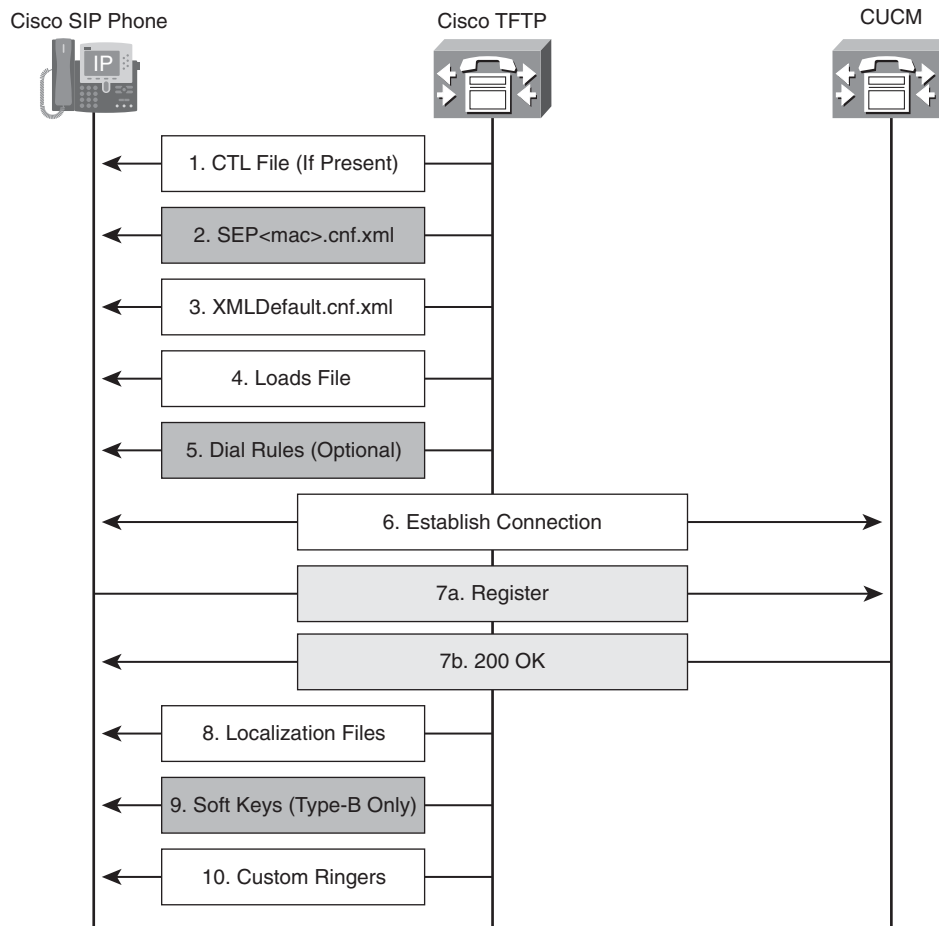 Cisco SIP Phone
Cisco TFTP
CUCM
IP
1. CTL File (If Present)
2. SEP<mac>.cnf.xml
3. XMLDefault.cnf.xml
4. Loads File
5. Dial Rules (Optional)
6. Establish Connection
7a. Register
7b. 200 OK
8. Localization Files
9. Soft Keys (Type-B Only)
10. Custom Ringers